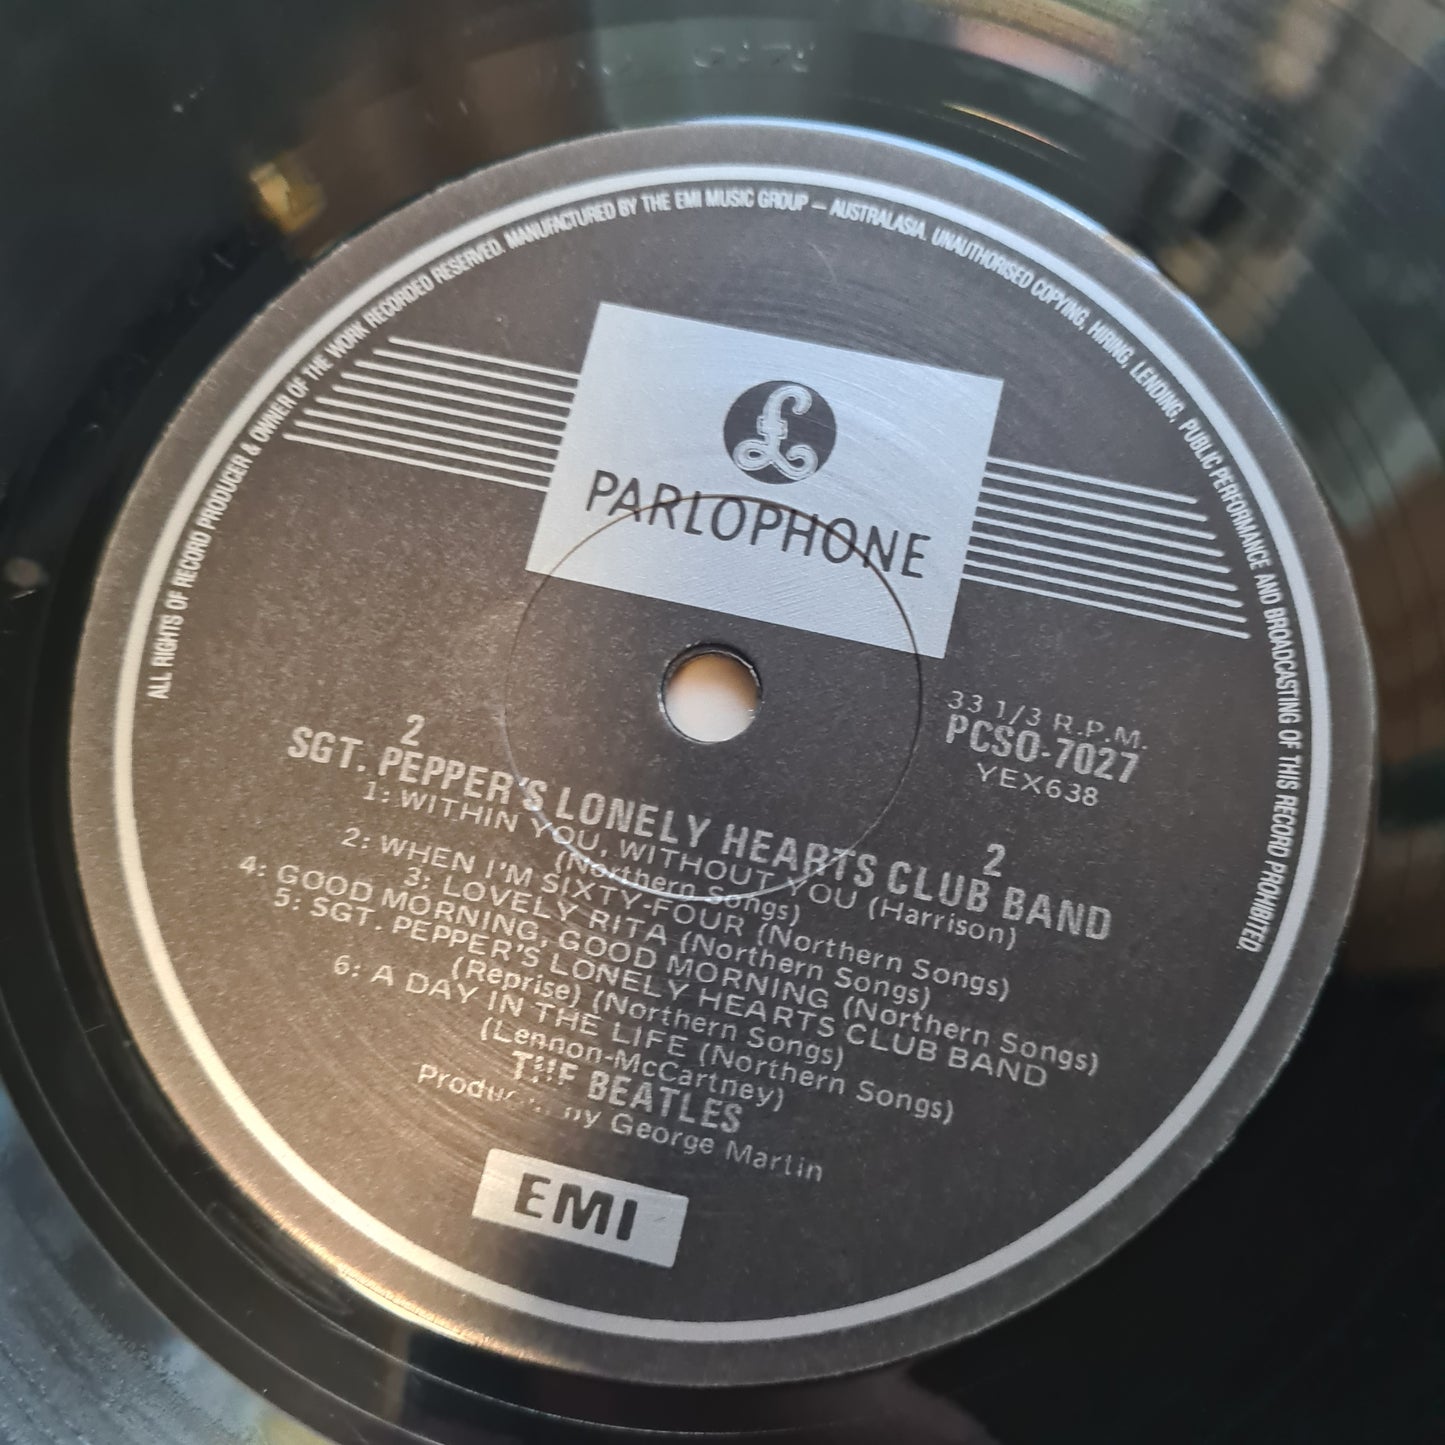 ALL RIGHTS OF RECORD PRODUCER & OWNER OF THE WORK RECORDED RESERVED. MANUFACTURED BY THE EMI MUSIC GROUP – AUSTRALASIA. UNAUTHORISED COPYING, HIRING, LENDING, PUBLIC PERFORMANCE AND BROADCASTING OF THIS RECORD PROHIBITED.
£
PARLOPHONE
33 1/3 R.P.M.
PCSO-7027
YEX638
2 2
SGT. PEPPER'S LONELY HEARTS CLUB BAND
1: WITHIN YOU, WITHOUT YOU (Harrison)
(Northern Songs)
2: WHEN I'M SIXTY-FOUR (Northern Songs)
3: LOVELY RITA (Northern Songs)
4: GOOD MORNING, GOOD MORNING (Northern Songs)
5: SGT. PEPPER'S LONELY HEARTS CLUB BAND
(Reprise) (Northern Songs)
6: A DAY IN THE LIFE (Northern Songs)
(Lennon-McCartney)
THE BEATLES
Produced by George Martin
EMI